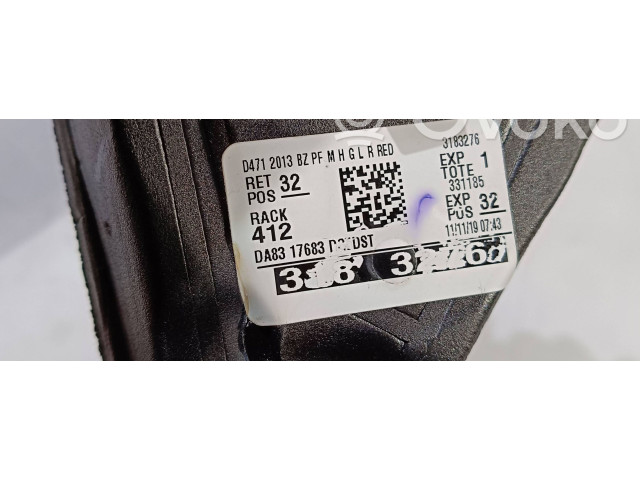 D471 2013 BZ PF M H G L R RED
RET POS 32
RACK
412
DA83 17683
3183276
EXP 1
TOTE
331185
EXP POS 32
11/11/19 07:43